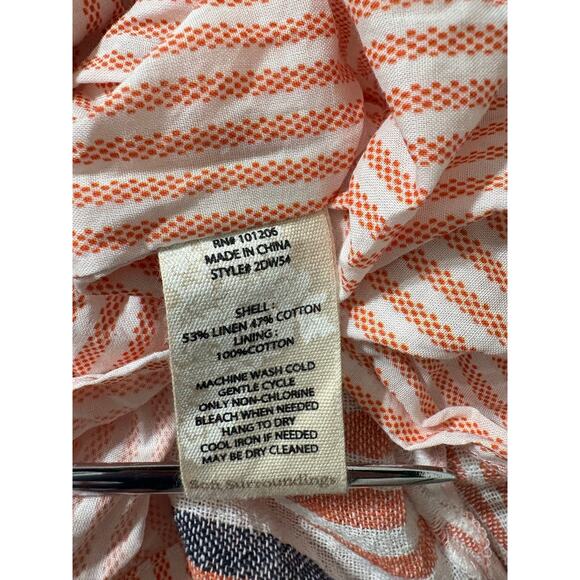 RN# 101206
MADE IN CHINA
STYLE# 2DW54
SHELL :
53% LINEN 47% COTTON
LINING :
100%COTTON
MACHINE WASH COLD
GENTLE CYCLE
ONLY NON-CHLORINE
BLEACH WHEN NEEDED
HANG TO DRY
COOL IRON IF NEEDED
MAY BE DRY CLEANED
Soft Surroundings